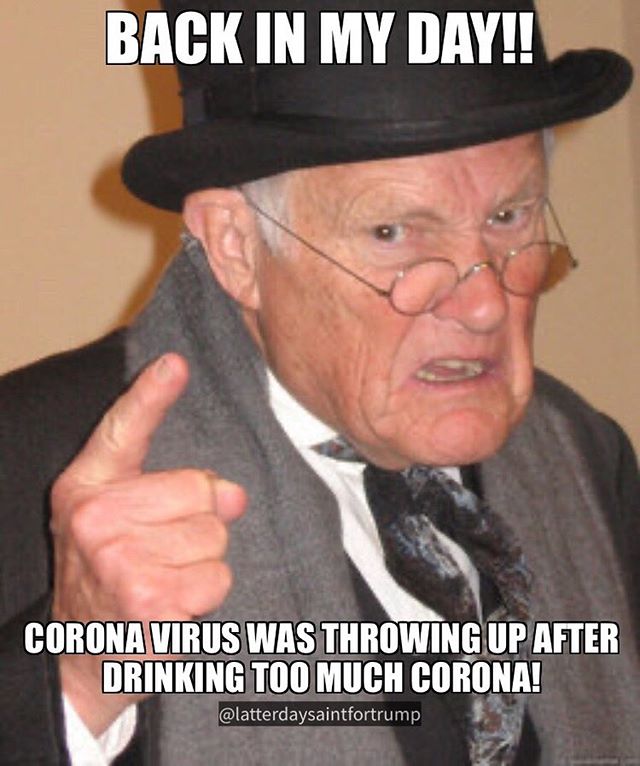 BACK IN MY DAY!!
CORONA VIRUS WAS THROWING UP AFTER
DRINKING TOO MUCH CORONA!
@latterdaysaintfortrump